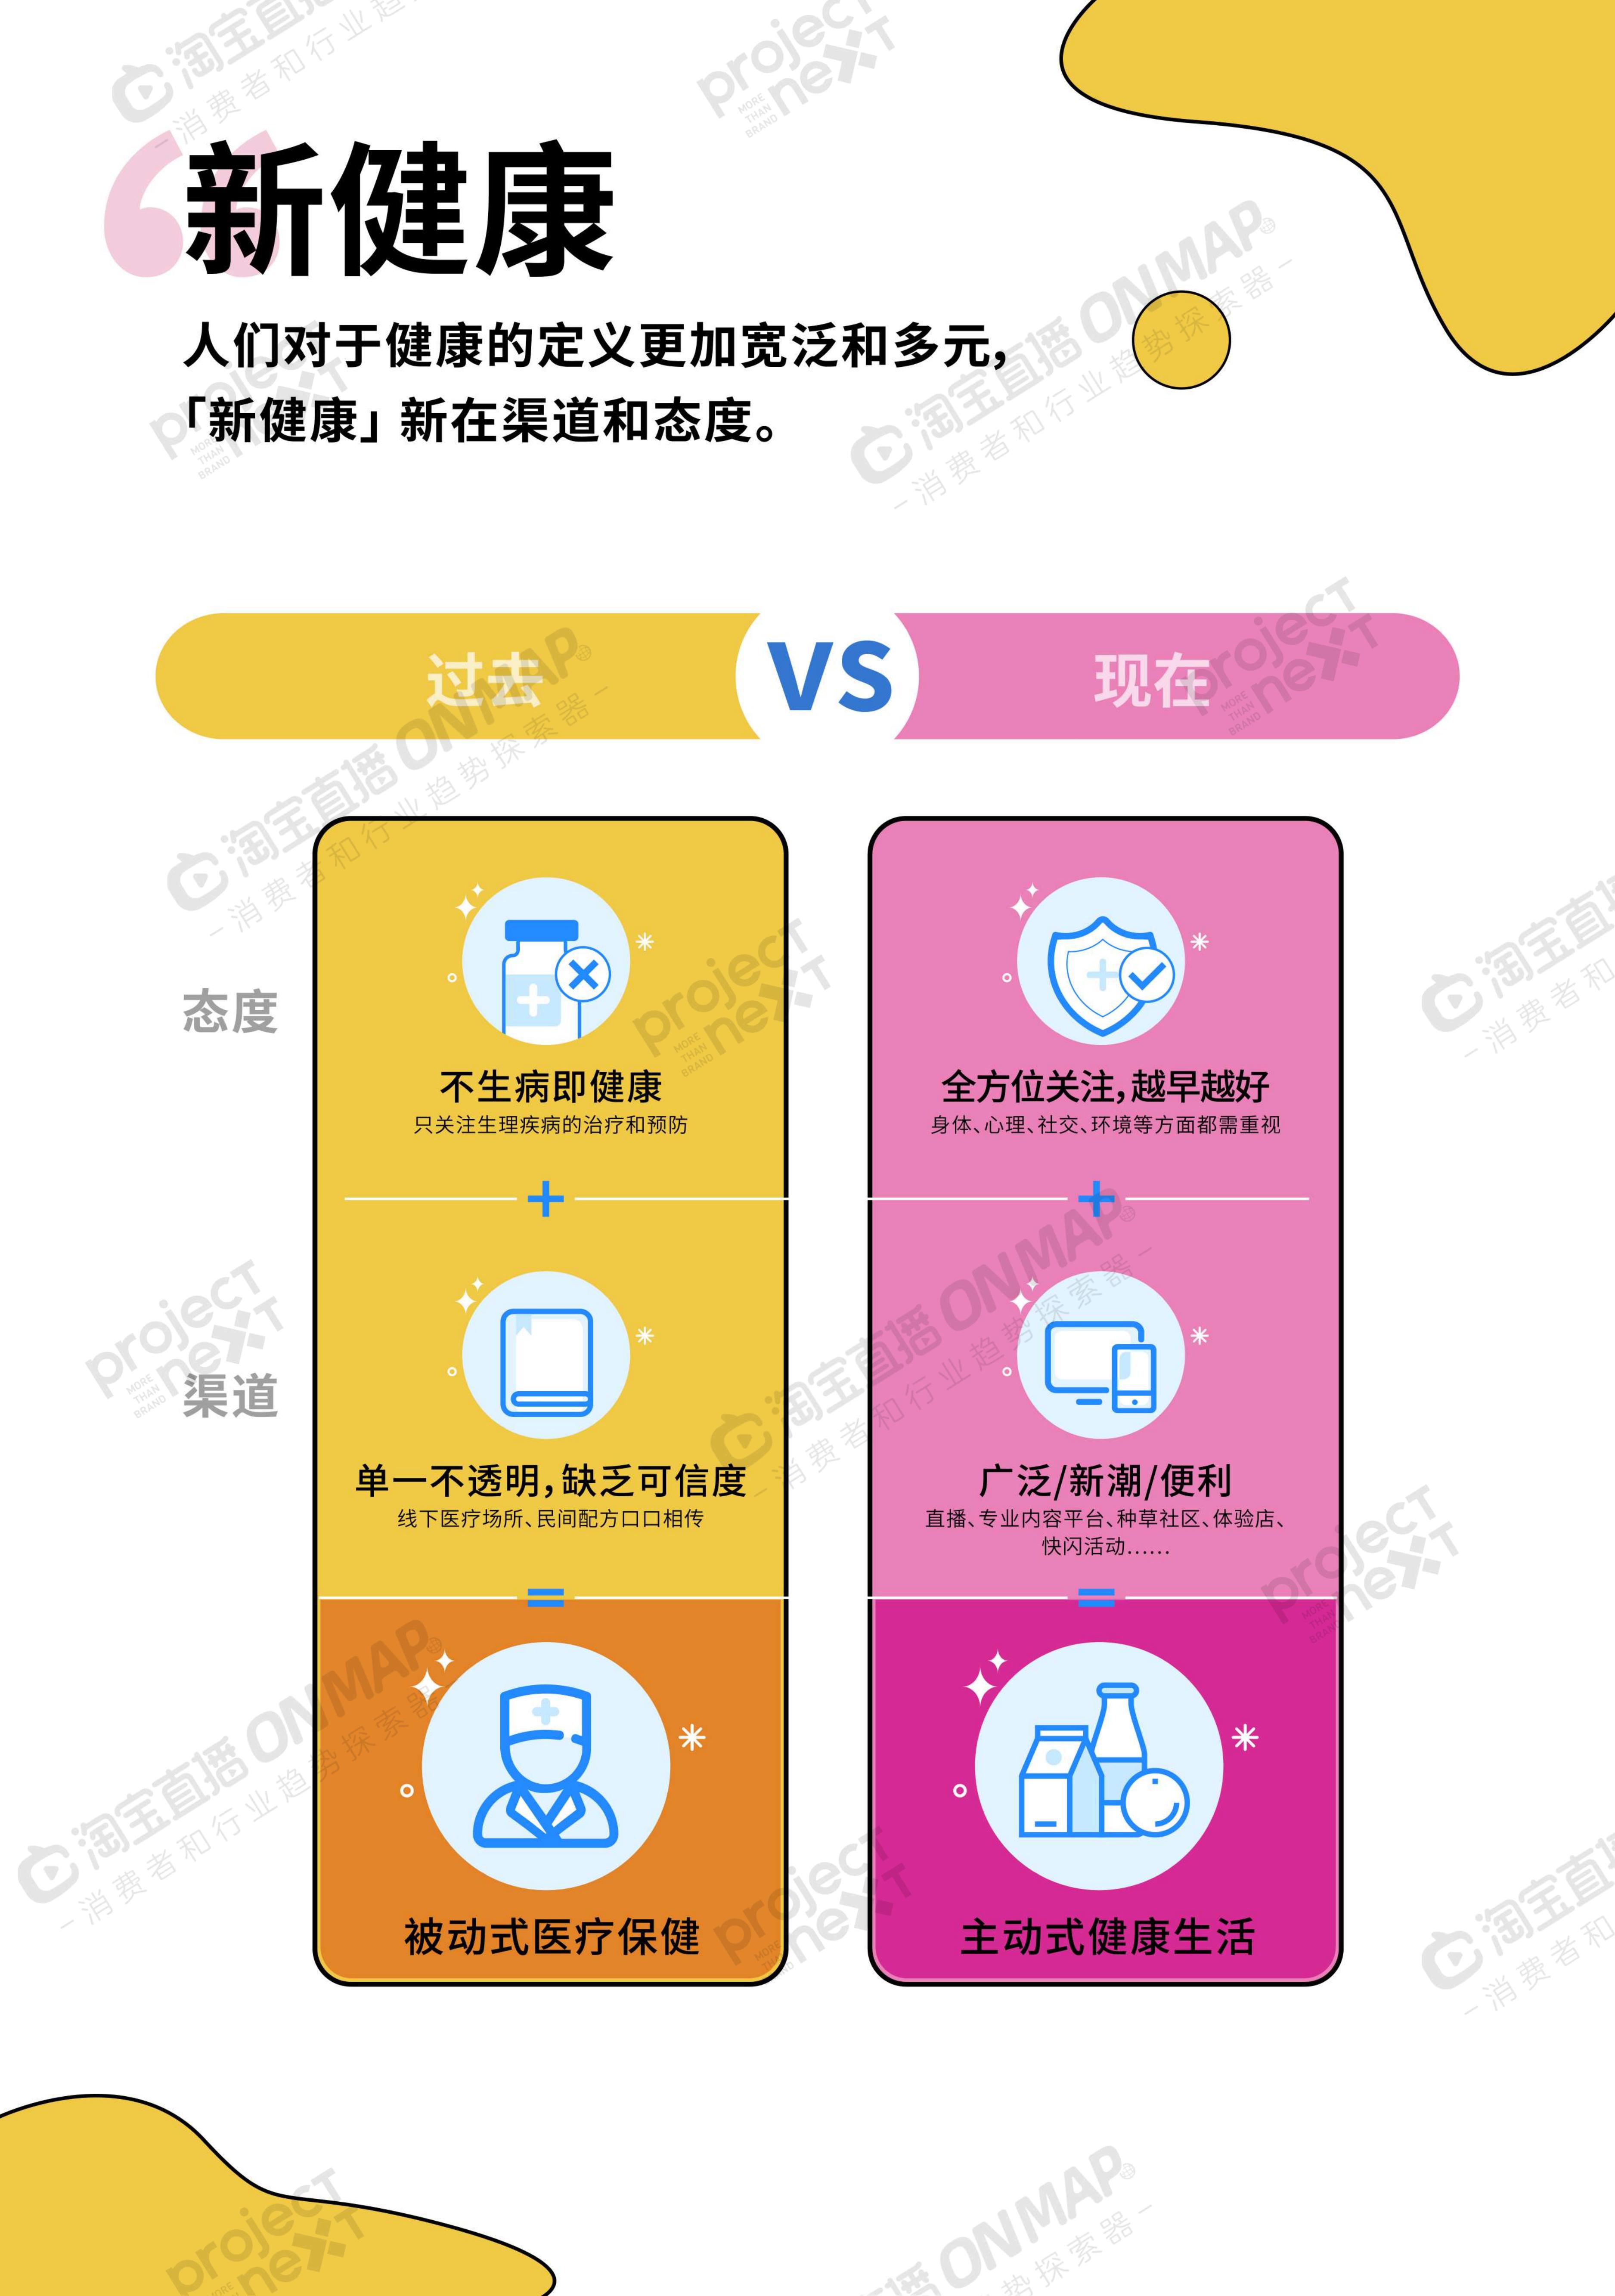 新健康
人们对于健康的定义更加宽泛和多元，
「新健康」新在渠道和态度。
过去
VS
现在
态度
不生病即健康
只关注生理疾病的治疗和预防
全方位关注，越早越好
身体、心理、社交、环境等方面都需重视
+
+
渠道
单一不透明，缺乏可信度
线下医疗场所、民间配方口口相传
广泛/新潮/便利
直播、专业内容平台、种草社区、体验店、
快闪活动……
=
=
被动式医疗保健
主动式健康生活
淘宝直播 ON MAP
－消费者和行业趋势探索器－
project
neXT
MORE
THAN
BRAND